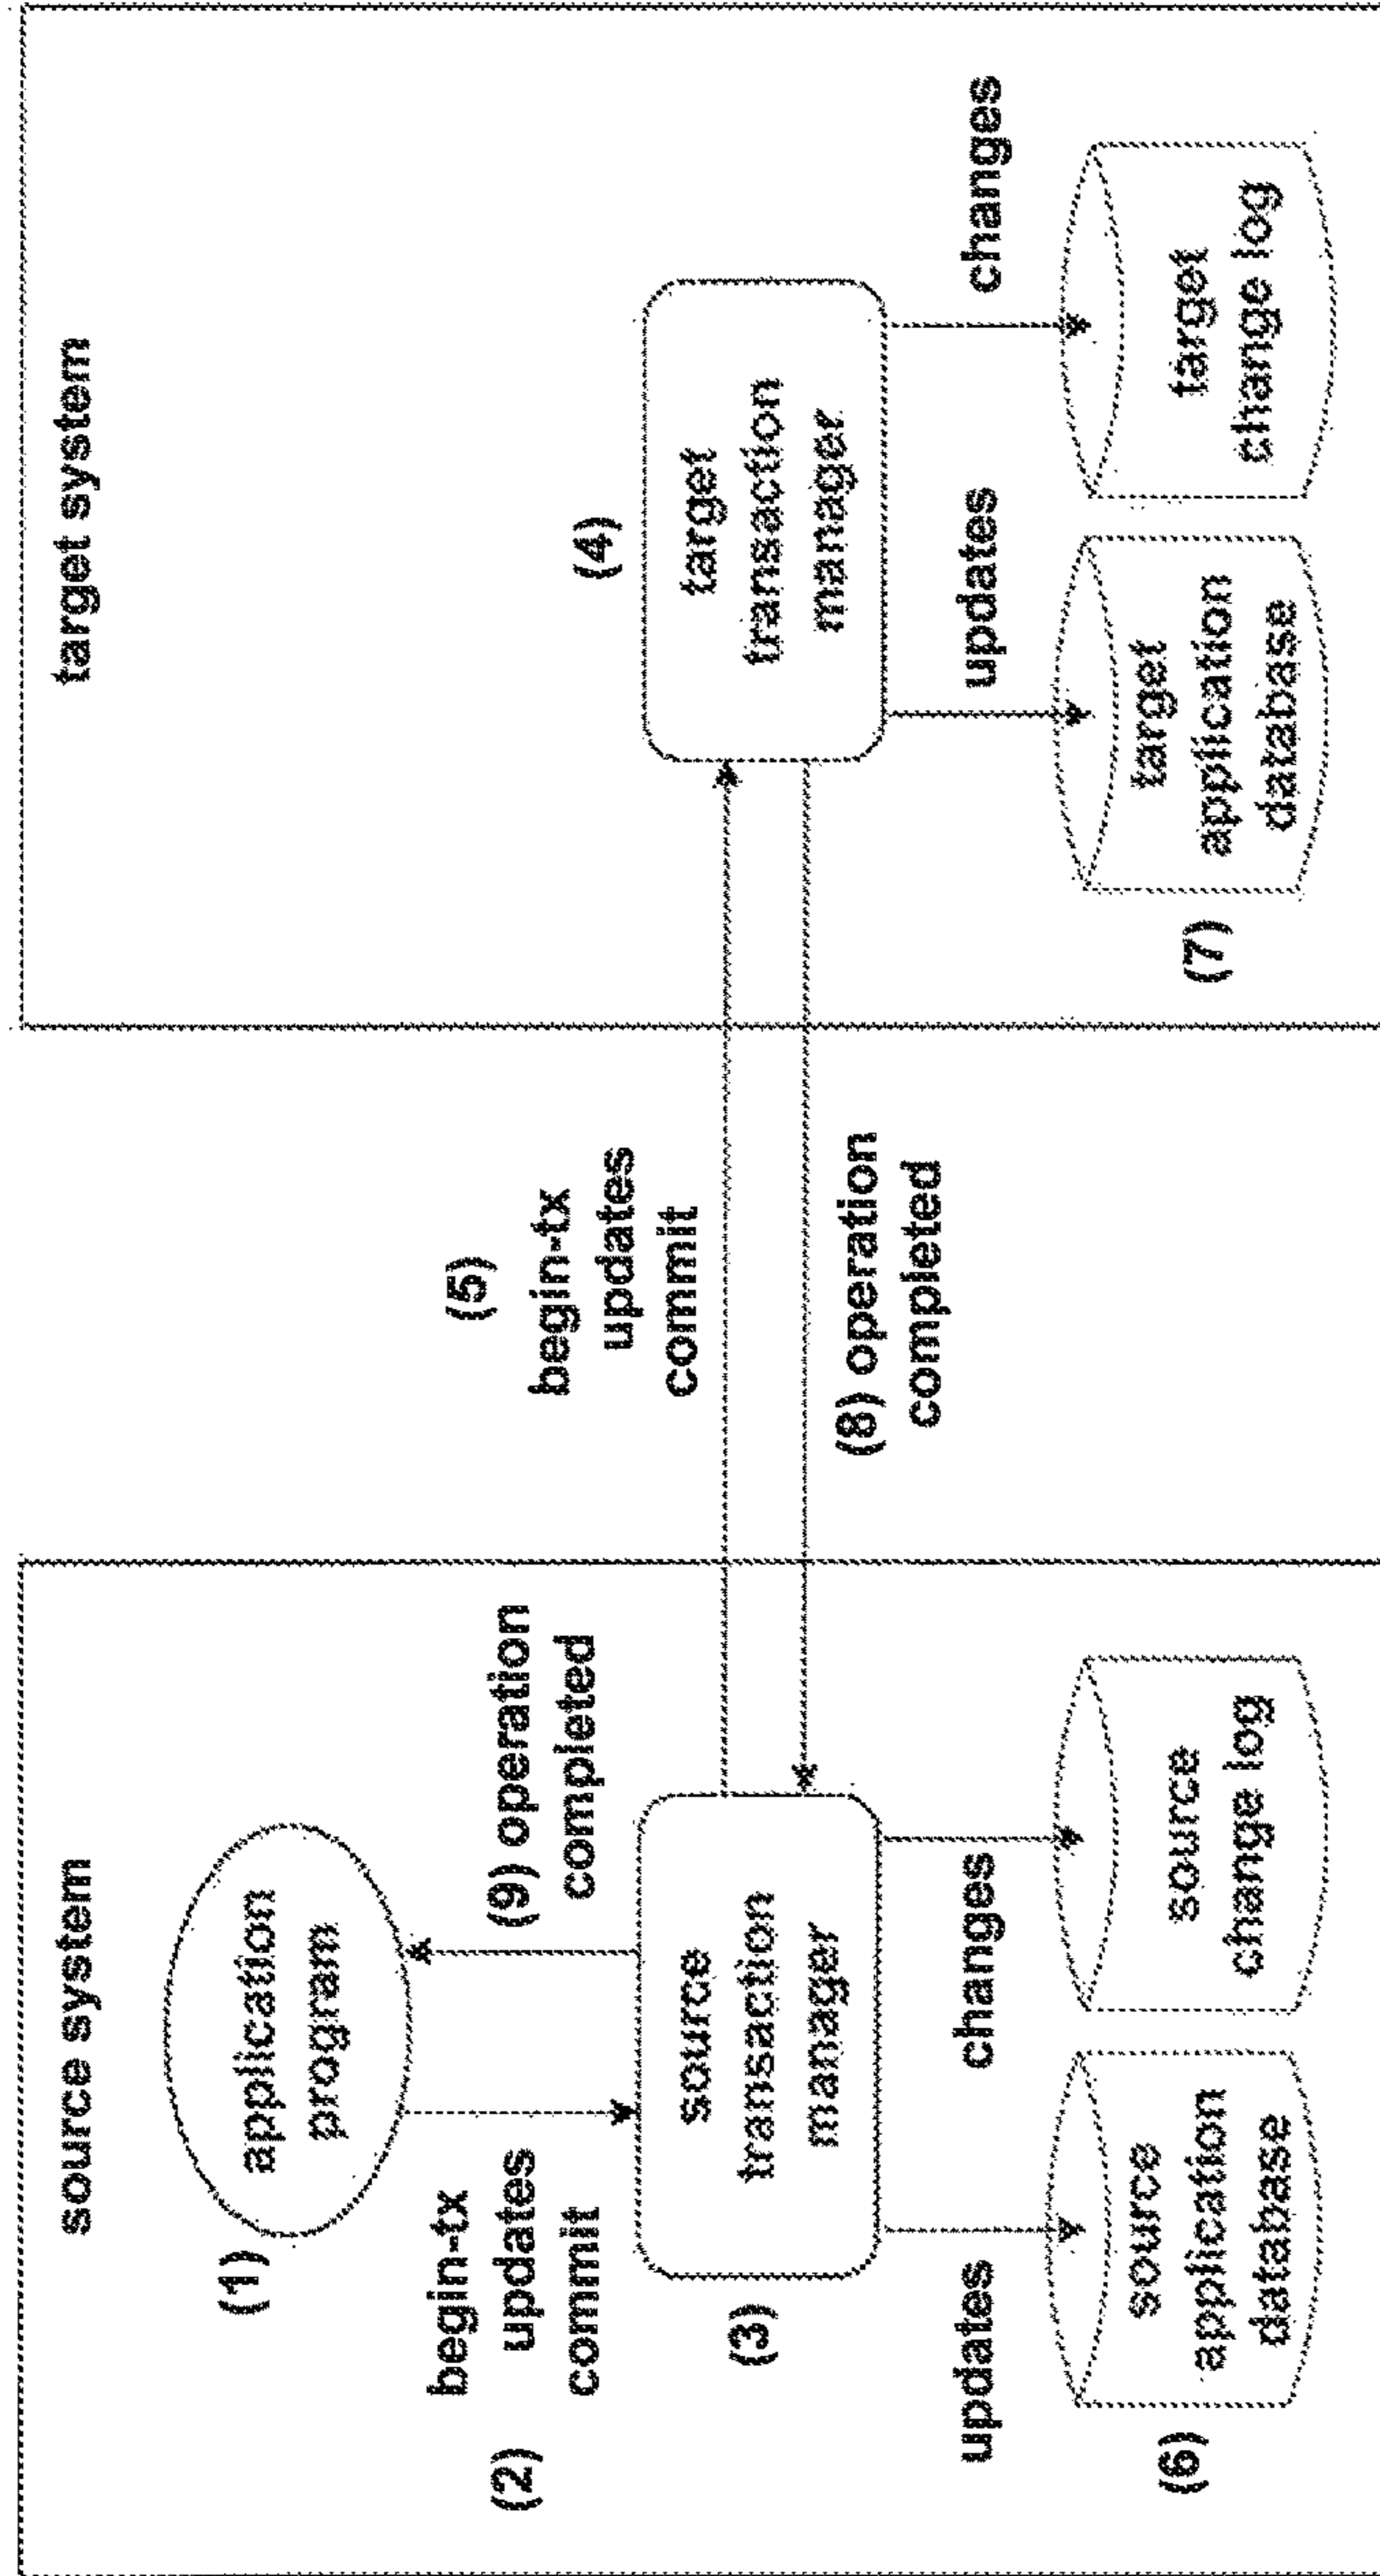 source system
(1)
application
program
(2)
begin-tx
updates
commit
(9) operation
completed
(3)
source
transaction
manager
updates
changes
(6)
source
application
database
source
change log
(5)
begin-tx
updates
commit
(8) operation
completed
target system
(4)
target
transaction
manager
updates
changes
(7)
target
application
database
target
change log